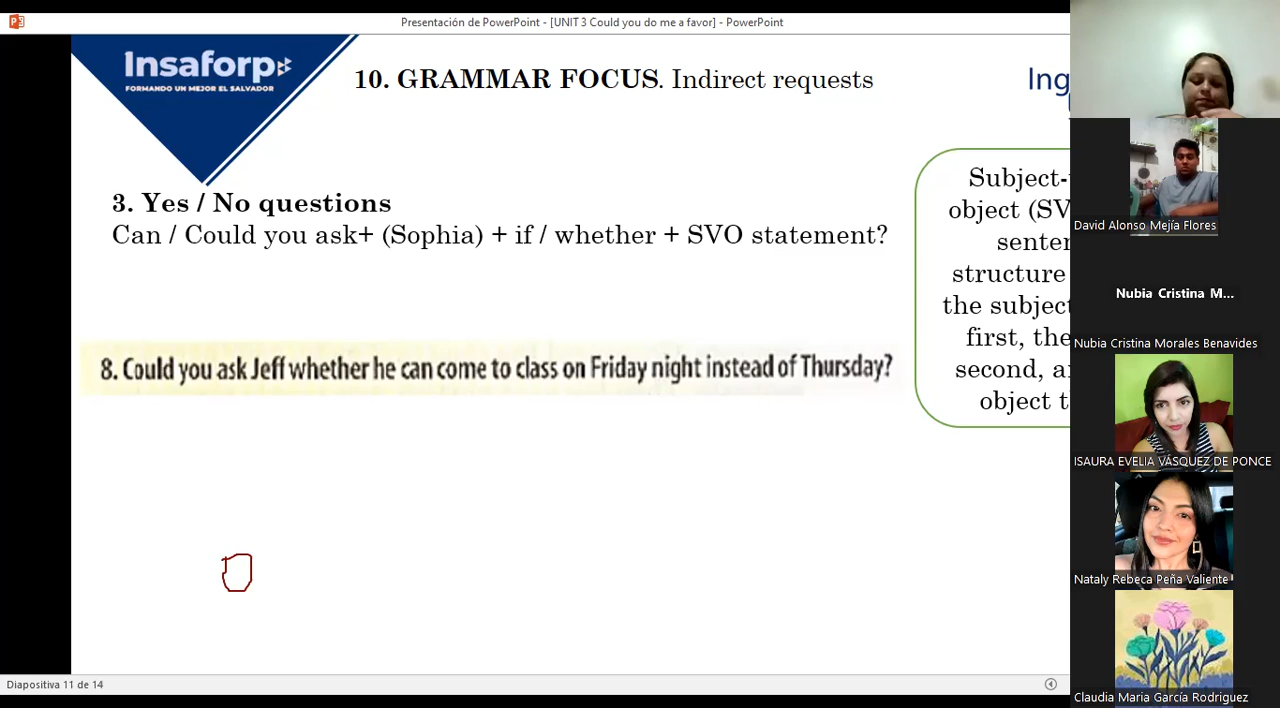 Presentación de PowerPoint - [UNIT 3 Could you do me a favor] - PowerPoint
Insaforp
FORMANDO UN MEJOR EL SALVADOR
10. GRAMMAR FOCUS. Indirect requests
3. Yes / No questions
Can / Could you ask+ (Sophia) + if / whether + SVO statement?
8. Could you ask Jeff whether he can come to class on Friday night instead of Thursday?
object (SV
structure
the subject
first, the
second, a
object t
Diapositiva 11 de 14
David Alonso Mejía Flores
Nubia Cristina M...
Nubia Cristina Morales Benavides
ISAURA EVELIA VÁSQUEZ DE PONCE
Nataly Rebeca Peña Valiente
Claudia Maria García Rodriguez